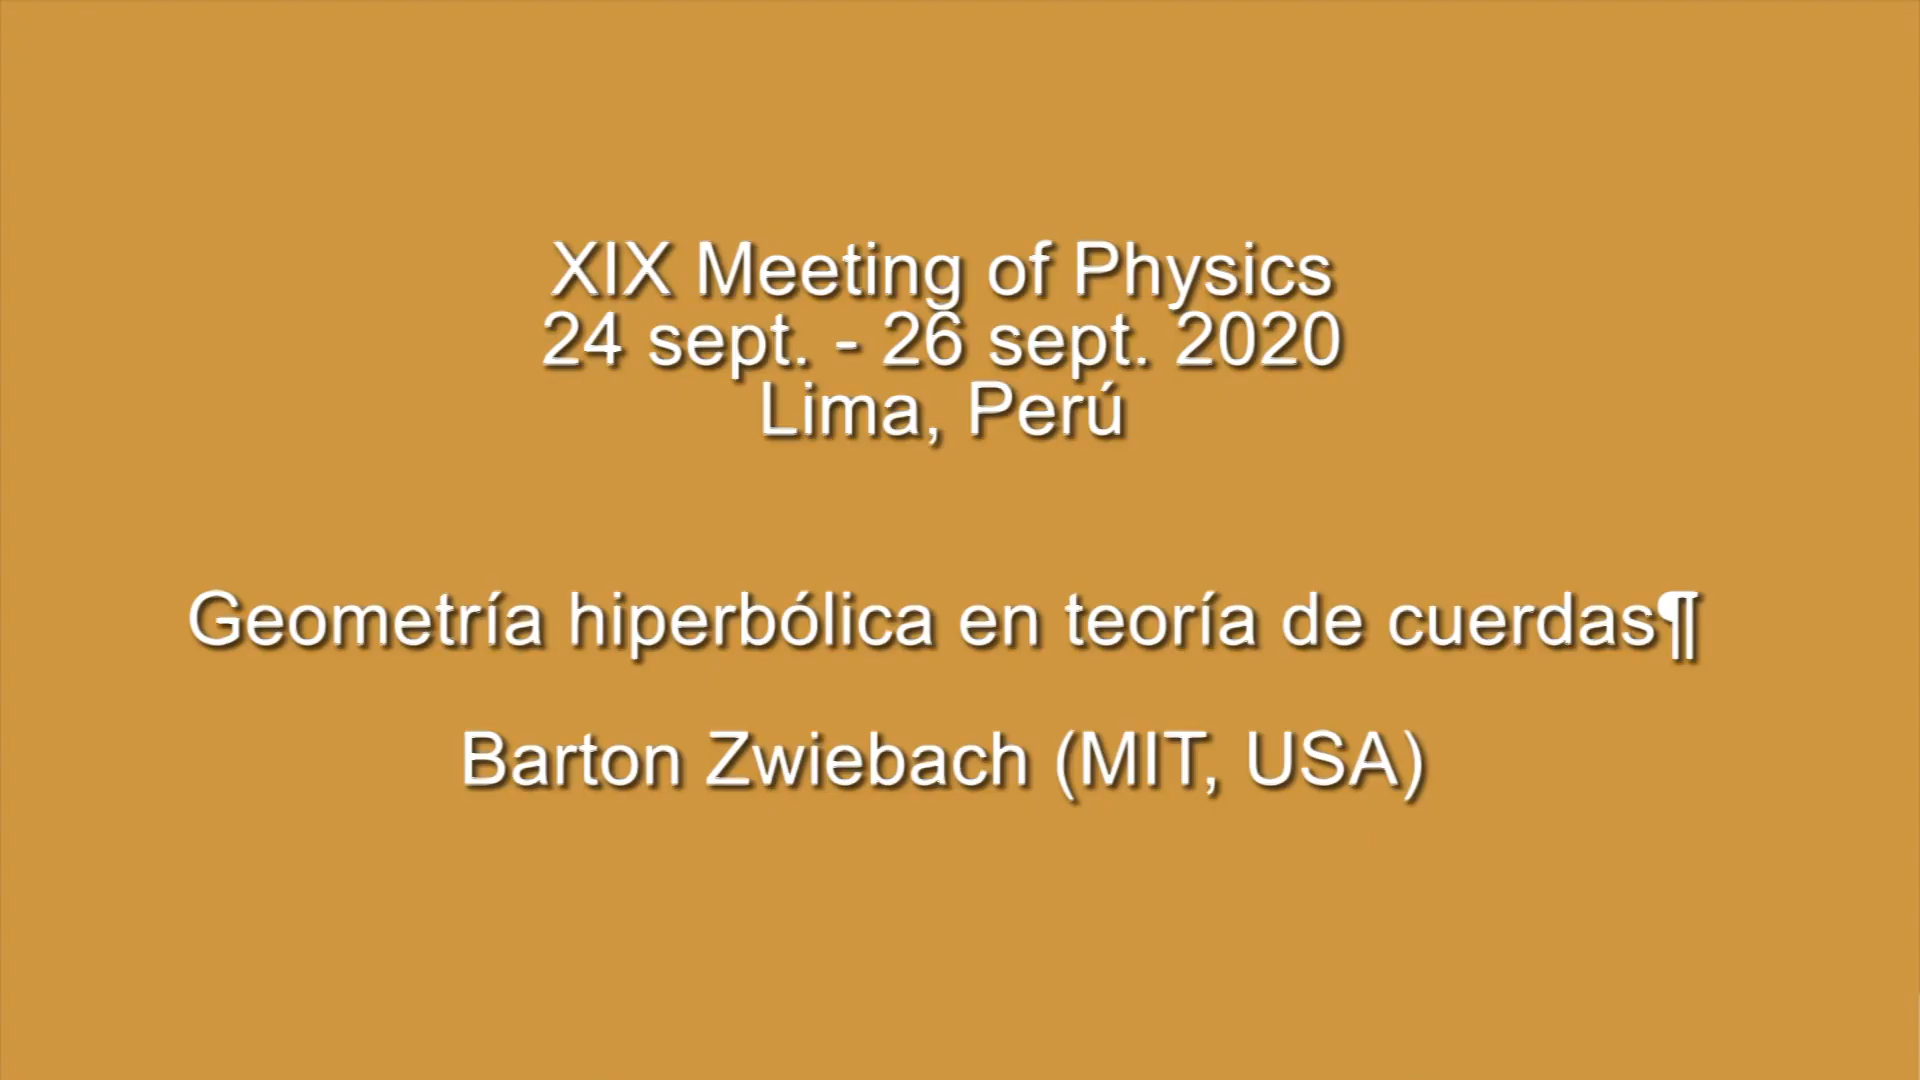 XIX Meeting of Physics
24 sept. - 26 sept. 2020
Lima, Perú
Geometría hiperbólica en teoría de cuerdas¶
Barton Zwiebach (MIT, USA)